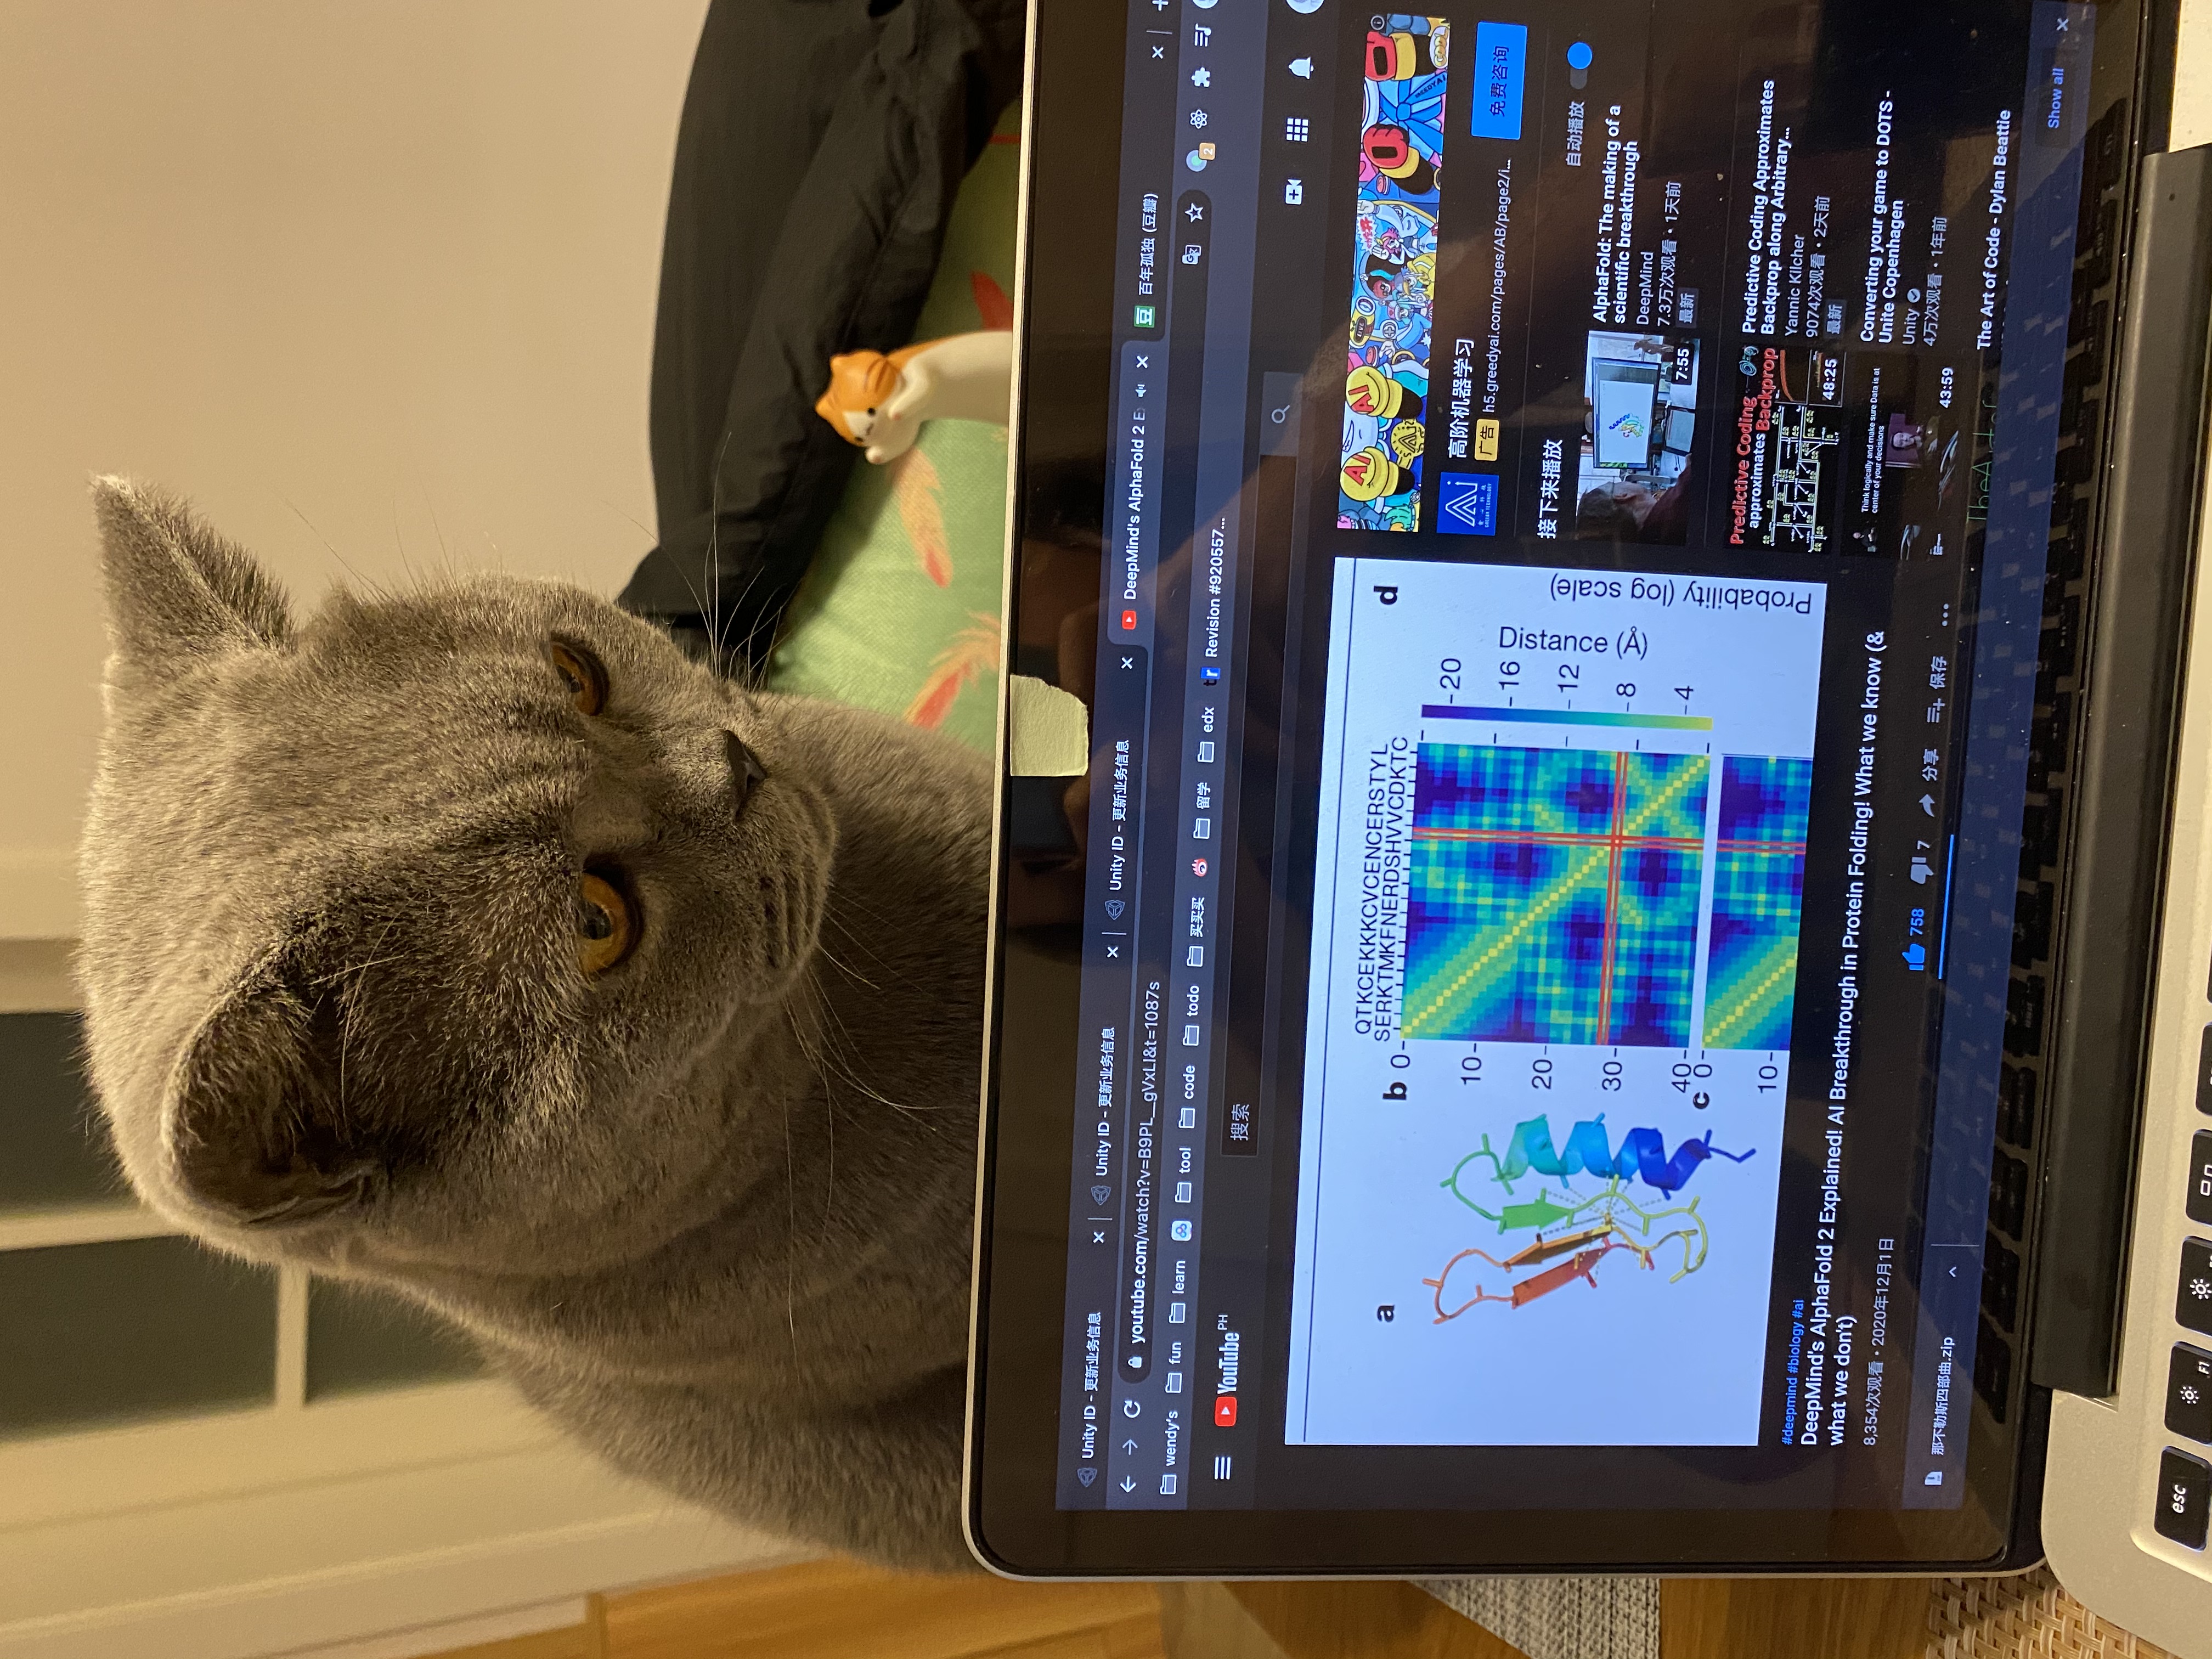 Unity ID - 更新业务信息
Unity ID - 更新业务信息
Unity ID - 更新业务信息
DeepMind's AlphaFold 2 E
百年孤独 (豆瓣)
youtube.com/watch?v=B9PL__gVxLI&t=1087s
wendy's
fun
learn
tool
code
todo
买买买
留学
edx
tr Revision #920557...
2
YouTube PH
搜索
a
b
d
QTKCEKKKCVCENCERSTYL
SERKTMKFNERDSHVVCDKTC
0
10
20
30
40
20
16
12
8
4
Distance (Å)
Probability (log scale)
c
0
10
#deepmind #biology #ai
DeepMind's AlphaFold 2 Explained! AI Breakthrough in Protein Folding! What we know (&
what we don't)
8,354次观看 • 2020年12月1日
758
7
分享
保存
AI
AI
高阶机器学习
广告 h5.greedyai.com/pages/AB/page2/i...
免费咨询
接下来播放
自动播放
7:55
AlphaFold: The making of a
scientific breakthrough
DeepMind
7.3万次观看 • 1天前
最新
Predictive Coding
approximates Backprop
48:25
Predictive Coding Approximates
Backprop along Arbitrary...
Yannic Kilcher
9074次观看 • 2天前
最新
Think logically and make sure Data is at
center of your decisions
43:59
Converting your game to DOTS -
Unite Copenhagen
Unity
4万次观看 • 1年前
The Art of
The Art of Code - Dylan Beattie
那不勒斯四部曲.zip
Show all
esc
F1